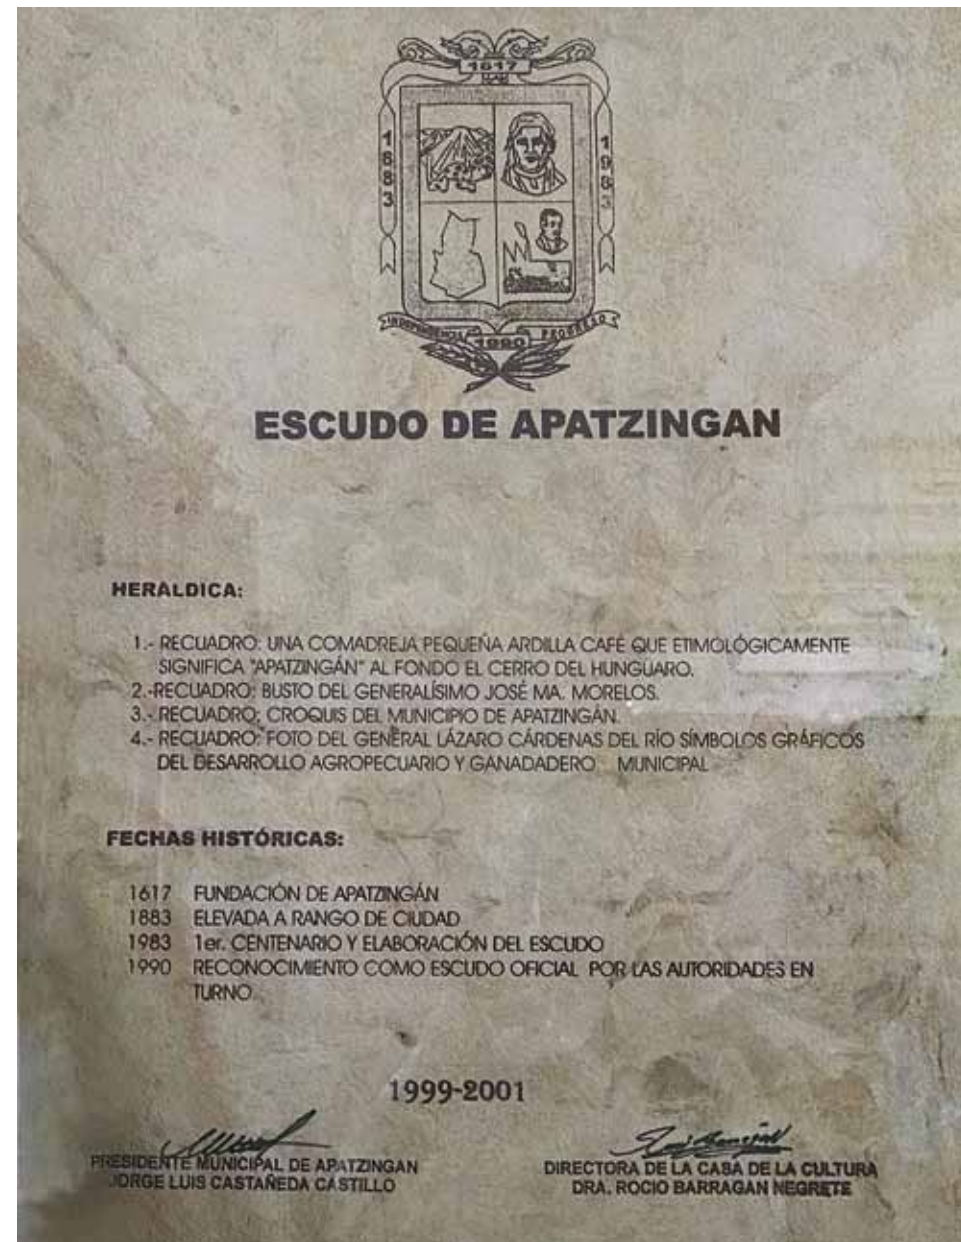 1617
1883
1983
INDEPENDENCIA
1990
PROGRESO
ESCUDO DE APATZINGAN
HERALDICA:
1.- RECUADRO: UNA COMADREJA PEQUEÑA ARDILLA CAFÉ QUE ETIMOLÓGICAMENTE
SIGNIFICA "APATZINGÁN" AL FONDO EL CERRO DEL HUNGUARO.
2.-RECUADRO: BUSTO DEL GENERALÍSIMO JOSÉ MA. MORELOS.
3.- RECUADRO; CROQUIS DEL MUNICIPIO DE APATZINGÁN.
4.- RECUADRO: FOTO DEL GENERAL LÁZARO CÁRDENAS DEL RÍO SÍMBOLOS GRÁFICOS
DEL DESARROLLO AGROPECUARIO Y GANADADERO MUNICIPAL
FECHAS HISTÓRICAS:
1617 FUNDACIÓN DE APATZINGÁN
1883 ELEVADA A RANGO DE CIUDAD
1983 1er. CENTENARIO Y ELABORACIÓN DEL ESCUDO
1990 RECONOCIMIENTO COMO ESCUDO OFICIAL POR LAS AUTORIDADES EN
TURNO.
1999-2001
PRESIDENTE MUNICIPAL DE APATZINGAN
JORGE LUIS CASTAÑEDA CASTILLO
DIRECTORA DE LA CASA DE LA CULTURA
DRA. ROCIO BARRAGAN NEGRETE